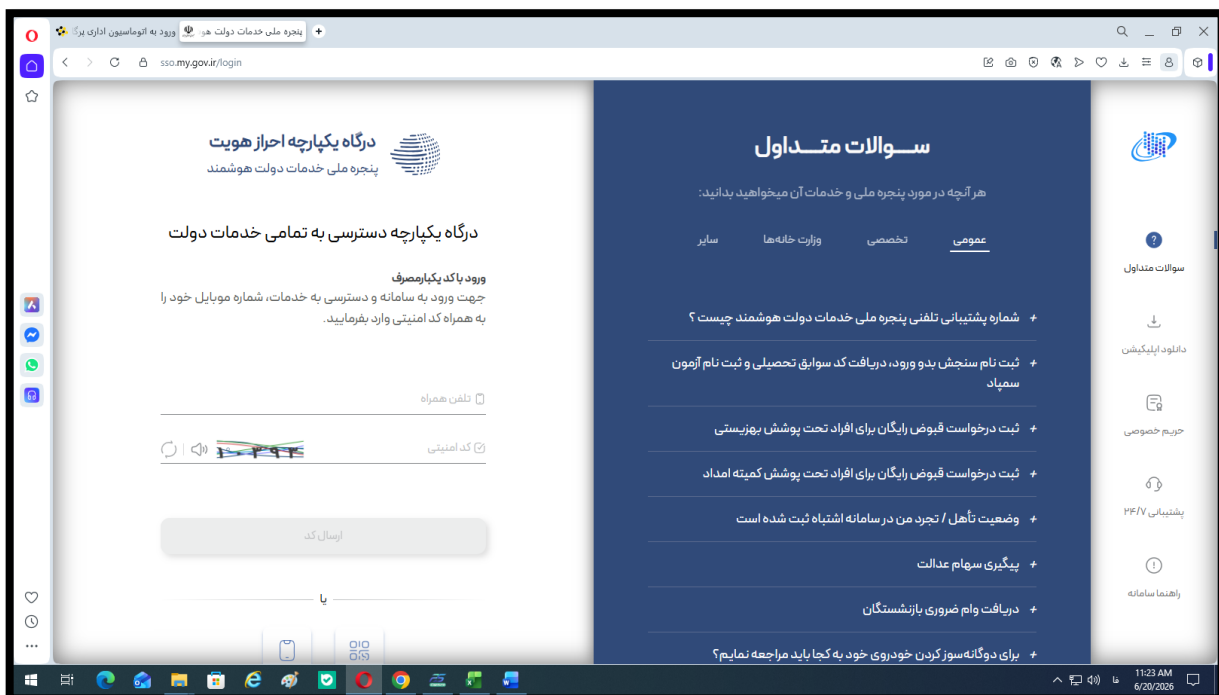 پنجره ملی خدمات دولت هو
ورود به اتوماسیون اداری برگ
sso.my.gov.ir/login
درگاه یکپارچه احراز هویت
پنجره ملی خدمات دولت هوشمند
درگاه یکپارچه دسترسی به تمامی خدمات دولت
ورود با کد یکبارمصرف
جهت ورود به سامانه و دسترسی به خدمات، شماره موبایل خود را
به همراه کد امنیتی وارد بفرمایید.
تلفن همراه
کد امنیتی
ارسال کد
یا
ســـوالات متـــداول
هر آنچه در مورد پنجره ملی و خدمات آن میخواهید بدانید:
عمومی تخصصی وزارت خانه‌ها سایر
+ شماره پشتیبانی تلفنی پنجره ملی خدمات دولت هوشمند چیست ؟
+ ثبت نام سنجش بدو ورود، دریافت کد سوابق تحصیلی و ثبت نام آزمون
سمپاد
+ ثبت درخواست قبوض رایگان برای افراد تحت پوشش بهزیستی
+ ثبت درخواست قبوض رایگان برای افراد تحت پوشش کمیته امداد
+ وضعیت تأهل / تجرد من در سامانه اشتباه ثبت شده است
+ پیگیری سهام عدالت
+ دریافت وام ضروری بازنشستگان
+ برای دوگانه‌سوز کردن خودروی خود به کجا باید مراجعه نمایم؟
سوالات متداول
دانلود اپلیکیشن
حریم خصوصی
پشتیبانی ۲۴/۷
راهنما سامانه
فا
11:23 AM
6/20/2026